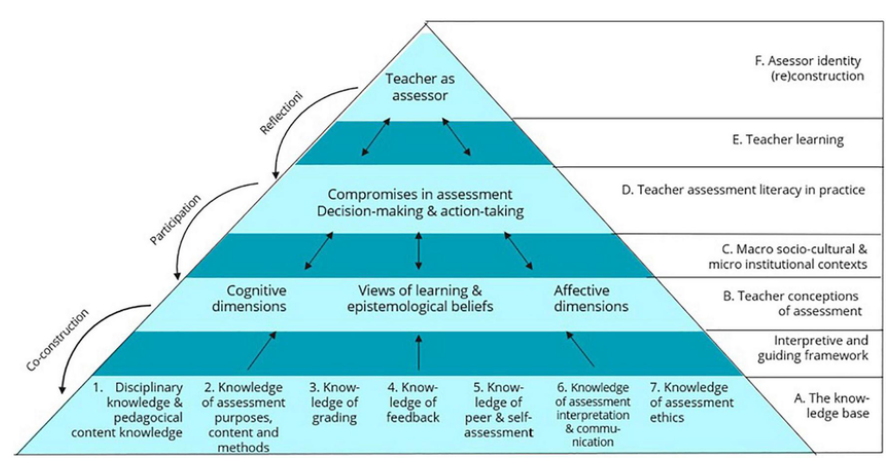 F. Asessor identity
(re)construction
Teacher as
assessor
Reflectioni
E. Teacher learning
Compromises in assessment
Decision-making & action-taking
D. Teacher assessment literacy in practice
Participation
C. Macro socio-cultural &
micro institutional contexts
Cognitive
dimensions
Views of learning &
epistemological beliefs
Affective
dimensions
B. Teacher conceptions
of assessment
Co-construction
Interpretive and
guiding framework
1. Disciplinary
knowledge &
pedagocical
content knowledge
2. Knowledge
of assessment
purposes,
content and
methods
3. Know-
ledge of
grading
4. Know-
ledge of
feedback
5. Know-
ledge of
peer & self-
assessment
6. Knowledge
of assessment
interpretation
& commu-
nication
7. Knowledge
of assessment
ethics
A. The know-
ledge base